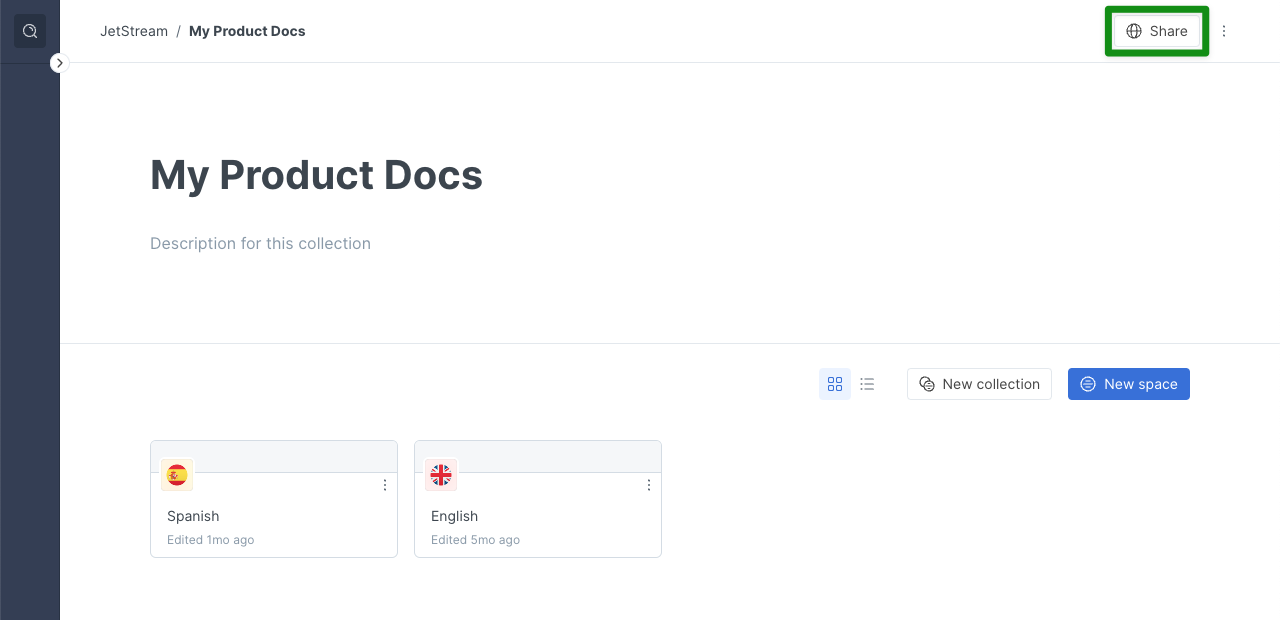 JetStream / My Product Docs
Share
My Product Docs
Description for this collection
New collection
New space
Spanish
Edited 1mo ago
English
Edited 5mo ago